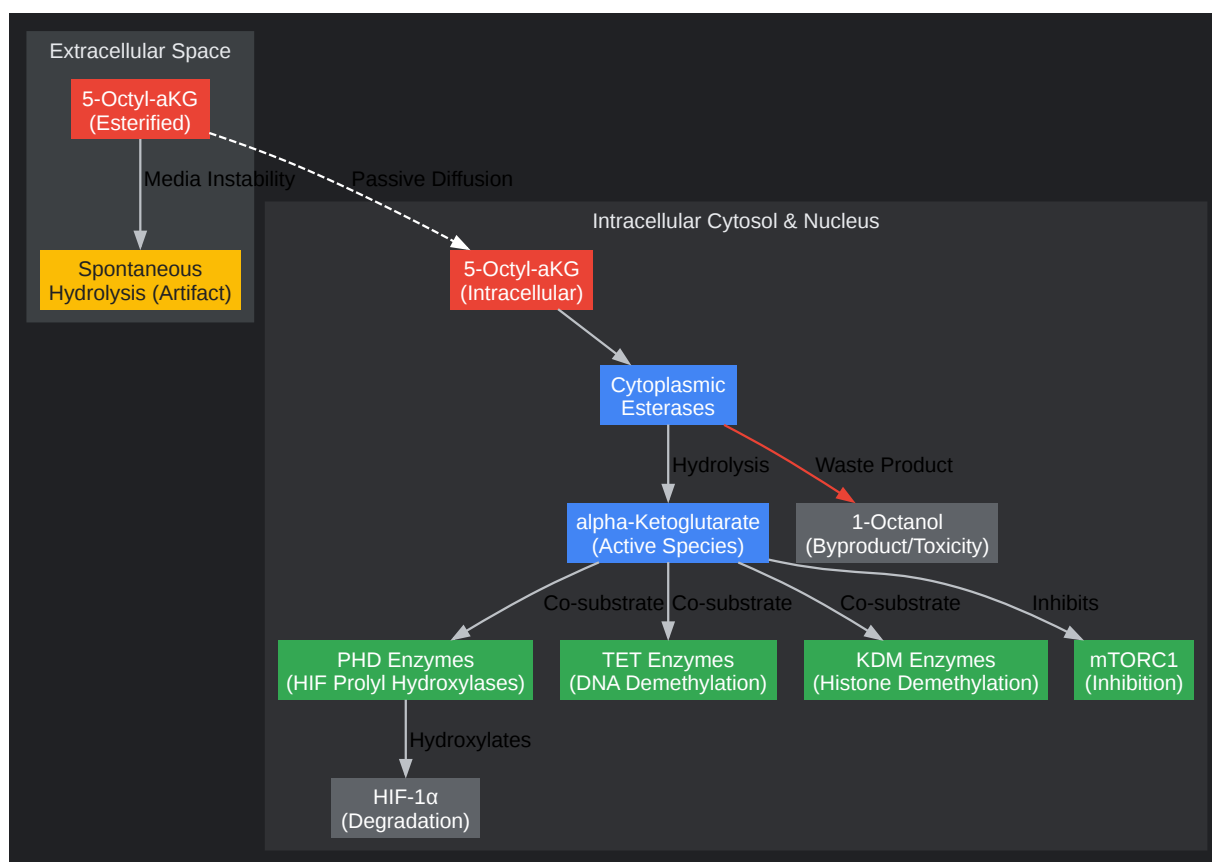 Extracellular Space
5-Octyl-aKG
(Esterified)
Media Instability
Passive Diffusion
Spontaneous
Hydrolysis (Artifact)
Intracellular Cytosol & Nucleus
5-Octyl-aKG
(Intracellular)
Cytoplasmic
Esterases
Hydrolysis
Waste Product
alpha-Ketoglutarate
(Active Species)
1-Octanol
(Byproduct/Toxicity)
Co-substrate
Co-substrate
Co-substrate
Inhibits
PHD Enzymes
(HIF Prolyl Hydroxylases)
TET Enzymes
(DNA Demethylation)
KDM Enzymes
(Histone Demethylation)
mTORC1
(Inhibition)
Hydroxylates
HIF-1α
(Degradation)